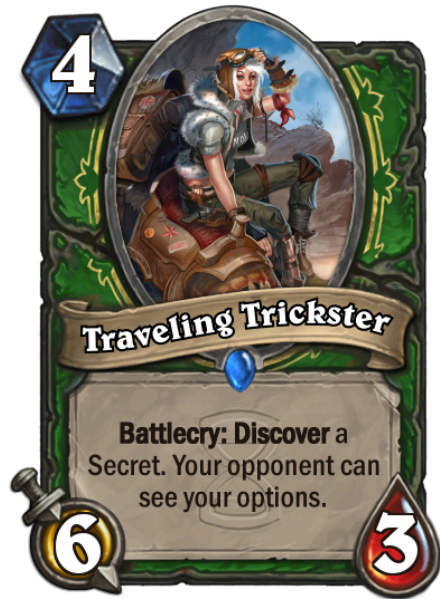 4
Traveling Trickster
Battlecry: Discover a
Secret. Your opponent can
see your options.
6
3